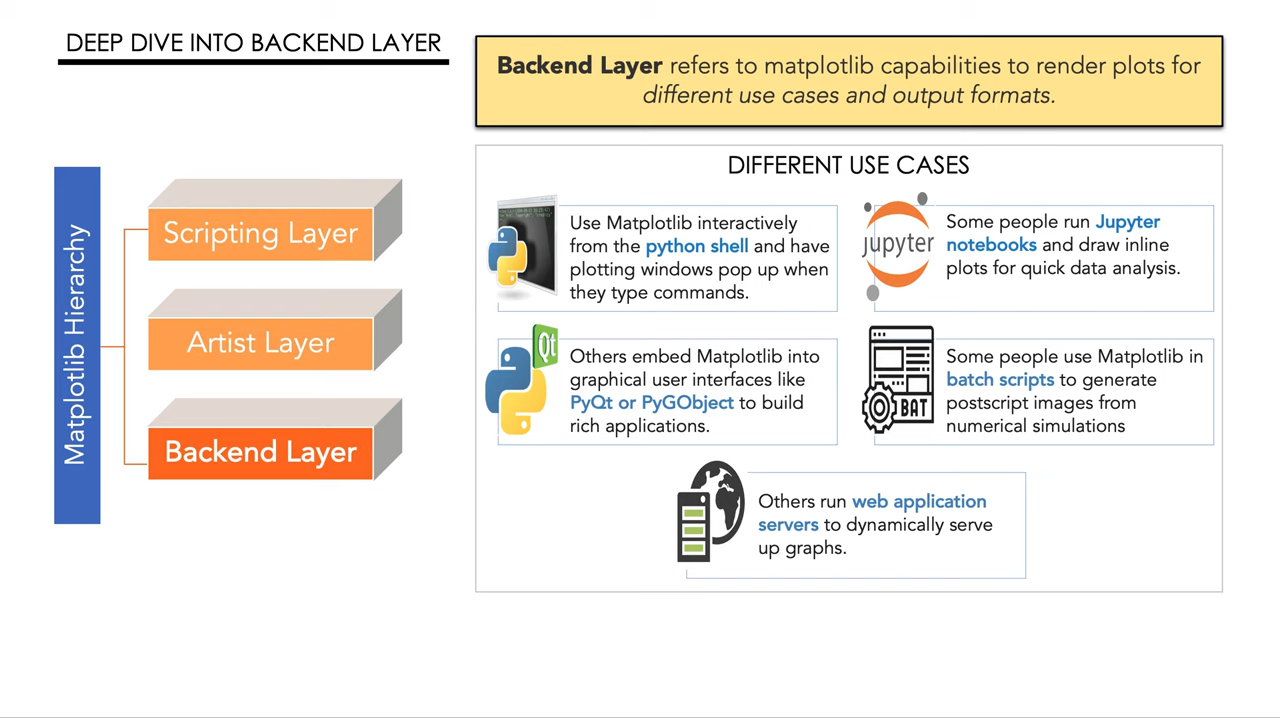 DEEP DIVE INTO BACKEND LAYER
Backend Layer refers to matplotlib capabilities to render plots for
different use cases and output formats.
Matplotlib Hierarchy
Scripting Layer
Artist Layer
Backend Layer
DIFFERENT USE CASES
Use Matplotlib interactively
from the python shell and have
plotting windows pop up when
they type commands.
jupyter
Some people run Jupyter
notebooks and draw inline
plots for quick data analysis.
Qt
Others embed Matplotlib into
graphical user interfaces like
PyQt or PyGObject to build
rich applications.
BAT
Some people use Matplotlib in
batch scripts to generate
postscript images from
numerical simulations
Others run web application
servers to dynamically serve
up graphs.